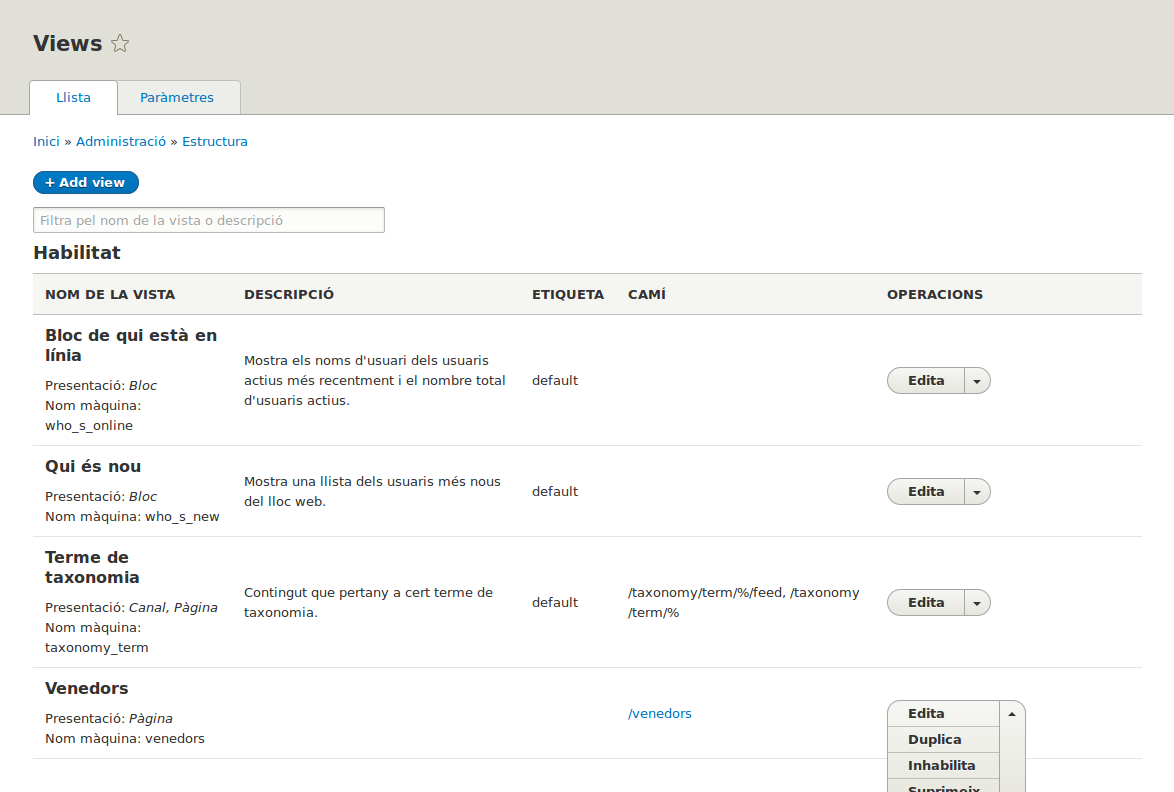 Views
Llista
Paràmetres
Inici » Administració » Estructura
+ Add view
Filtra pel nom de la vista o descripció
Habilitat
NOM DE LA VISTA DESCRIPCIÓ ETIQUETA CAMÍ OPERACIONS
Bloc de qui està en
línia
Presentació: Bloc
Nom màquina:
who_s_online
Mostra els noms d'usuari dels usuaris
actius més recentment i el nombre total
d'usuaris actius.
default
Edita
Qui és nou
Presentació: Bloc
Nom màquina: who_s_new
Mostra una llista dels usuaris més nous
del lloc web.
default
Edita
Terme de
taxonomia
Presentació: Canal, Pàgina
Nom màquina:
taxonomy_term
Contingut que pertany a cert terme de
taxonomia.
default
/taxonomy/term/%/feed, /taxonomy
/term/%
Edita
Venedors
Presentació: Pàgina
Nom màquina: venedors
/venedors
Edita
Duplica
Inhabilita
Suprimeix